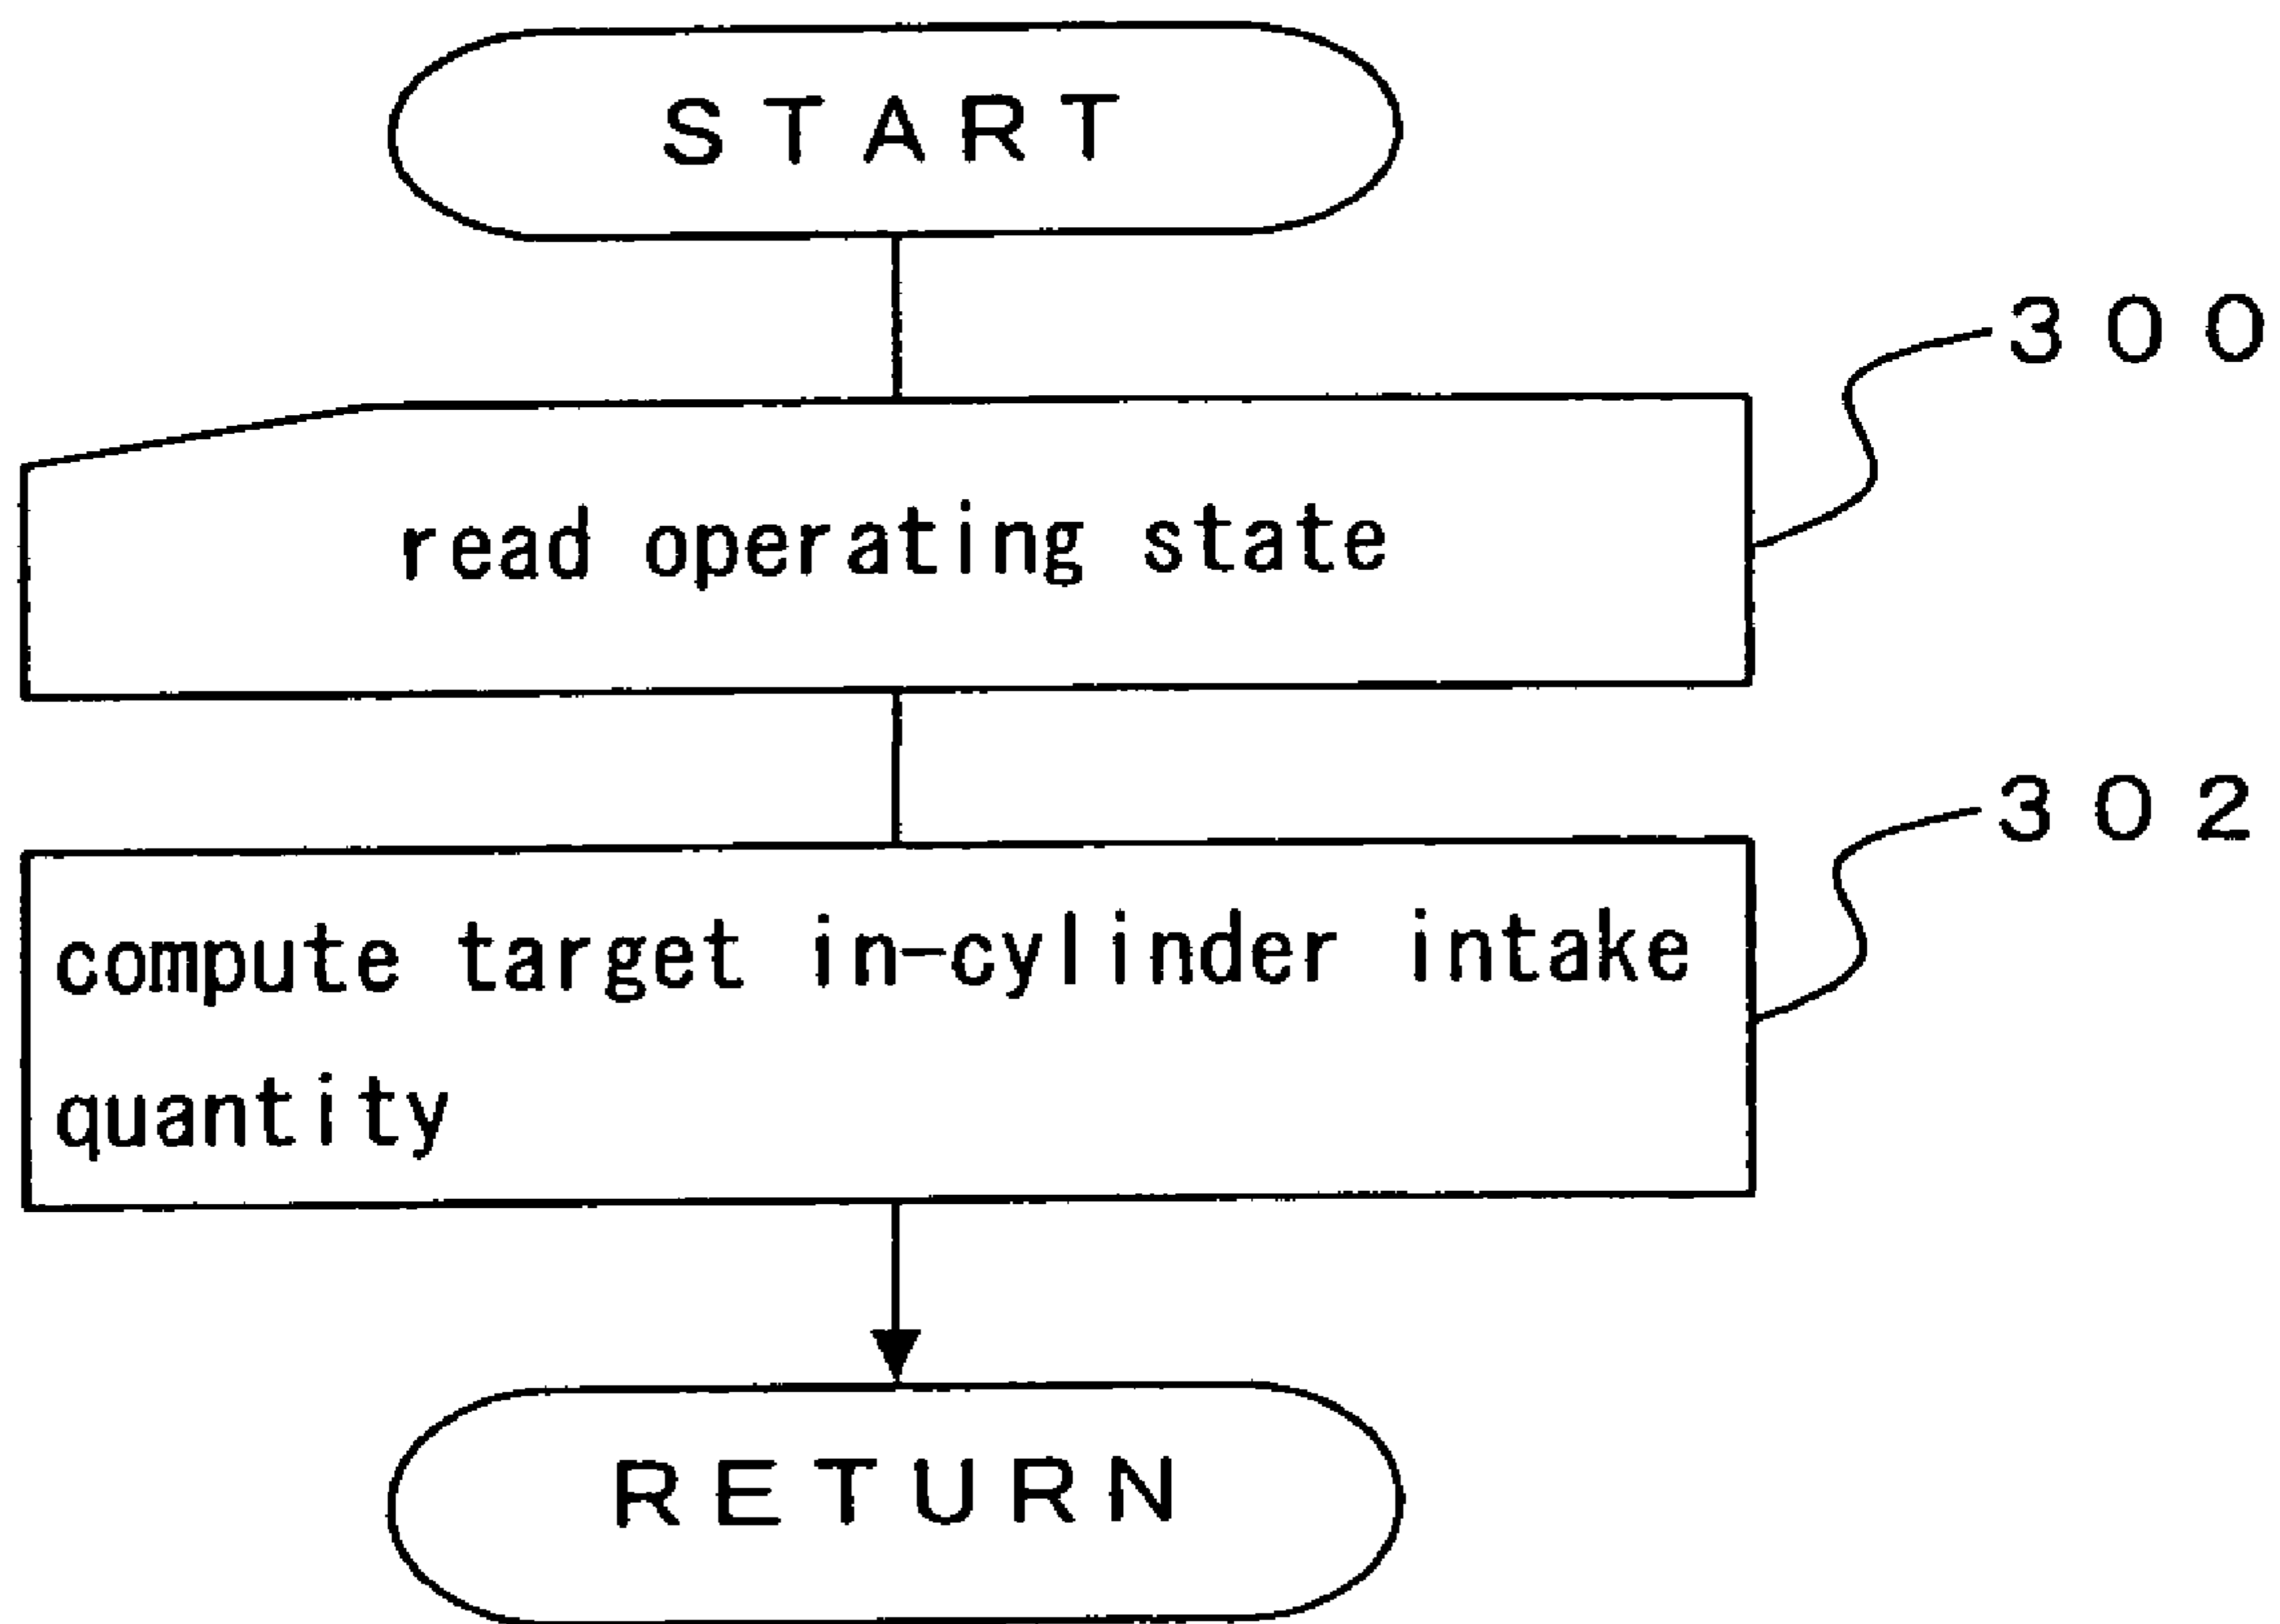 START
300
read operating state
302
compute target in-cylinder intake
quantity
RETURN